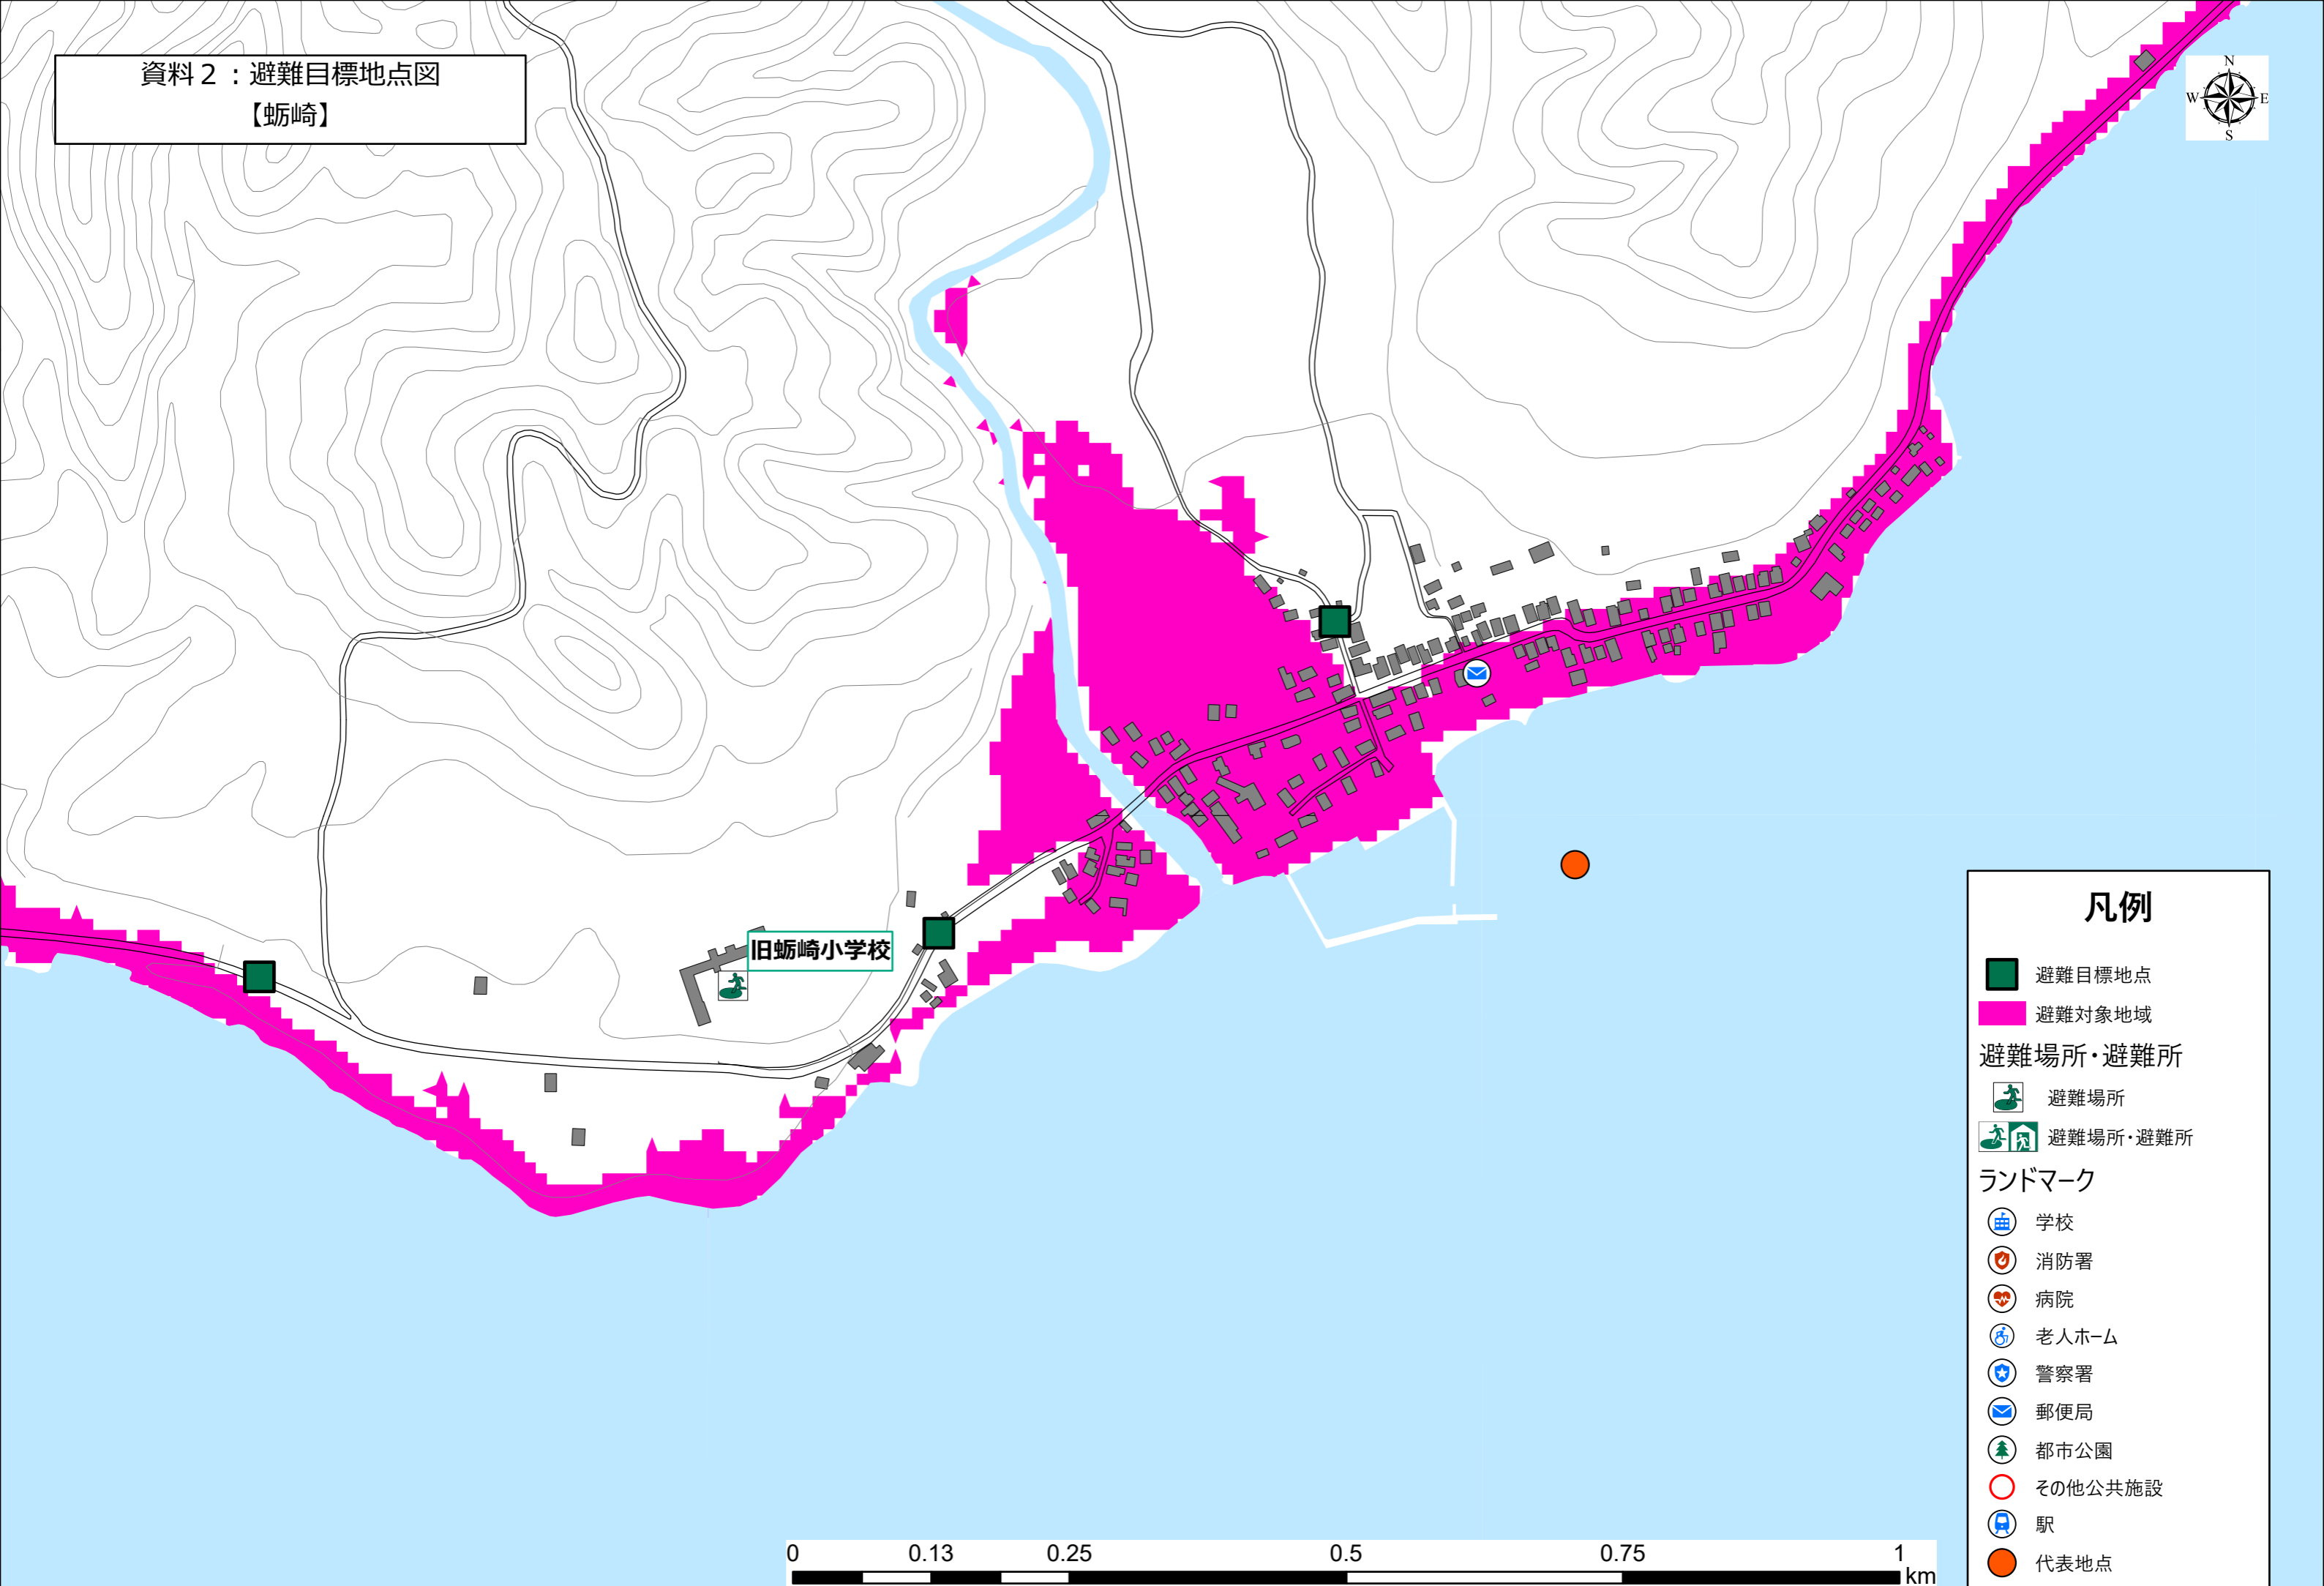 資料２：避難目標地点図
【蛎崎】
N
W
E
S
旧蛎崎小学校
凡例
避難目標地点
避難対象地域
避難場所・避難所
避難場所
避難場所・避難所
ランドマーク
学校
消防署
病院
老人ホーム
警察署
郵便局
都市公園
その他公共施設
駅
代表地点
0 0.13 0.25 0.5 0.75 1
km